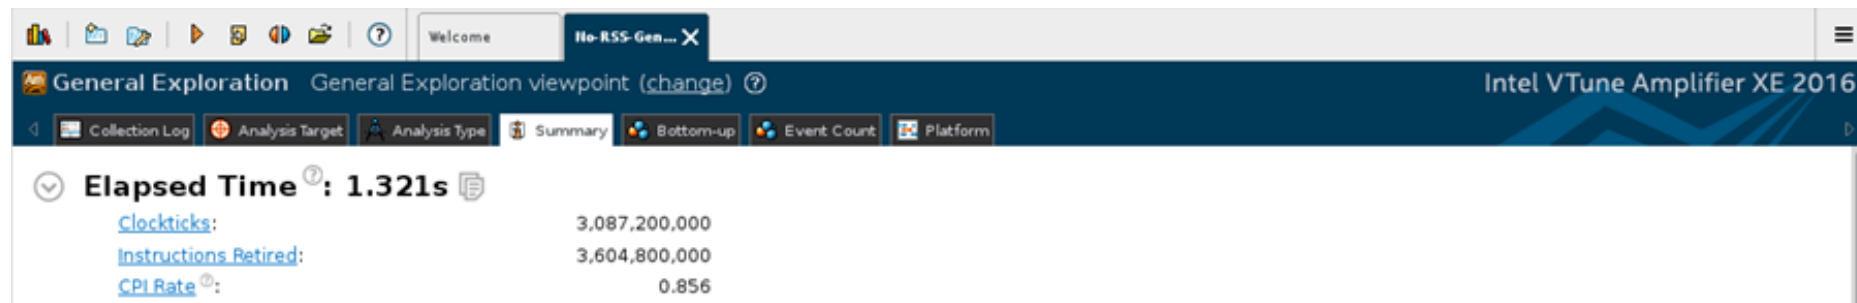 Welcome
No-RSS-Gen...
General Exploration General Exploration viewpoint (change)
Intel VTune Amplifier XE 2016
Collection Log Analysis Target Analysis Type Summary Bottom-up Event Count Platform
Elapsed Time ?: 1.321s
Clockticks: 3,087,200,000
Instructions Retired: 3,604,800,000
CPI Rate ?: 0.856